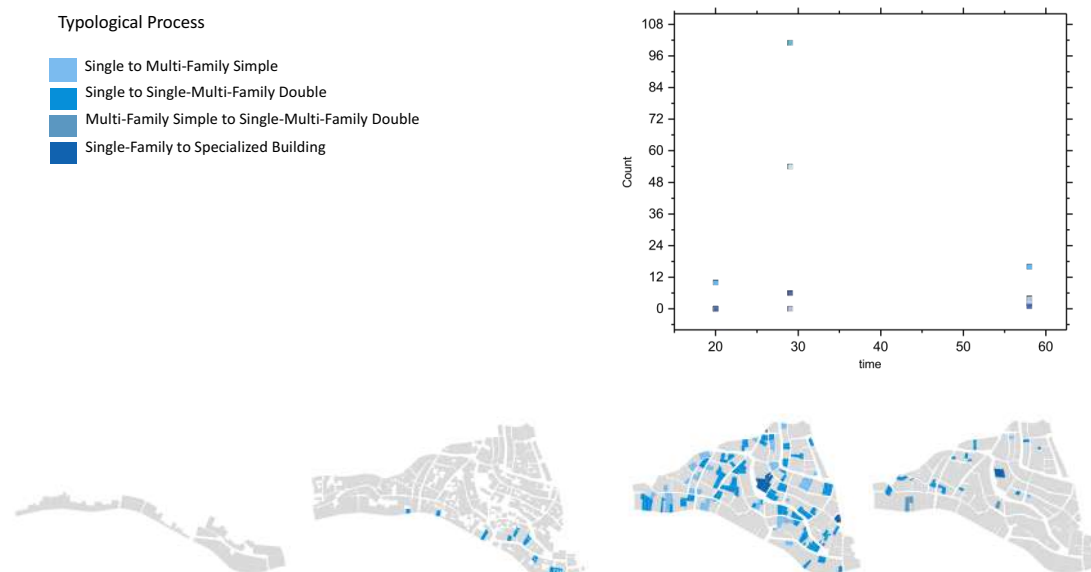 Typological Process
Single to Multi-Family Simple
Single to Single-Multi-Family Double
Multi-Family Simple to Single-Multi-Family Double
Single-Family to Specialized Building
Count
108
96
84
72
60
48
36
24
12
0
20 30 40 50 60
time